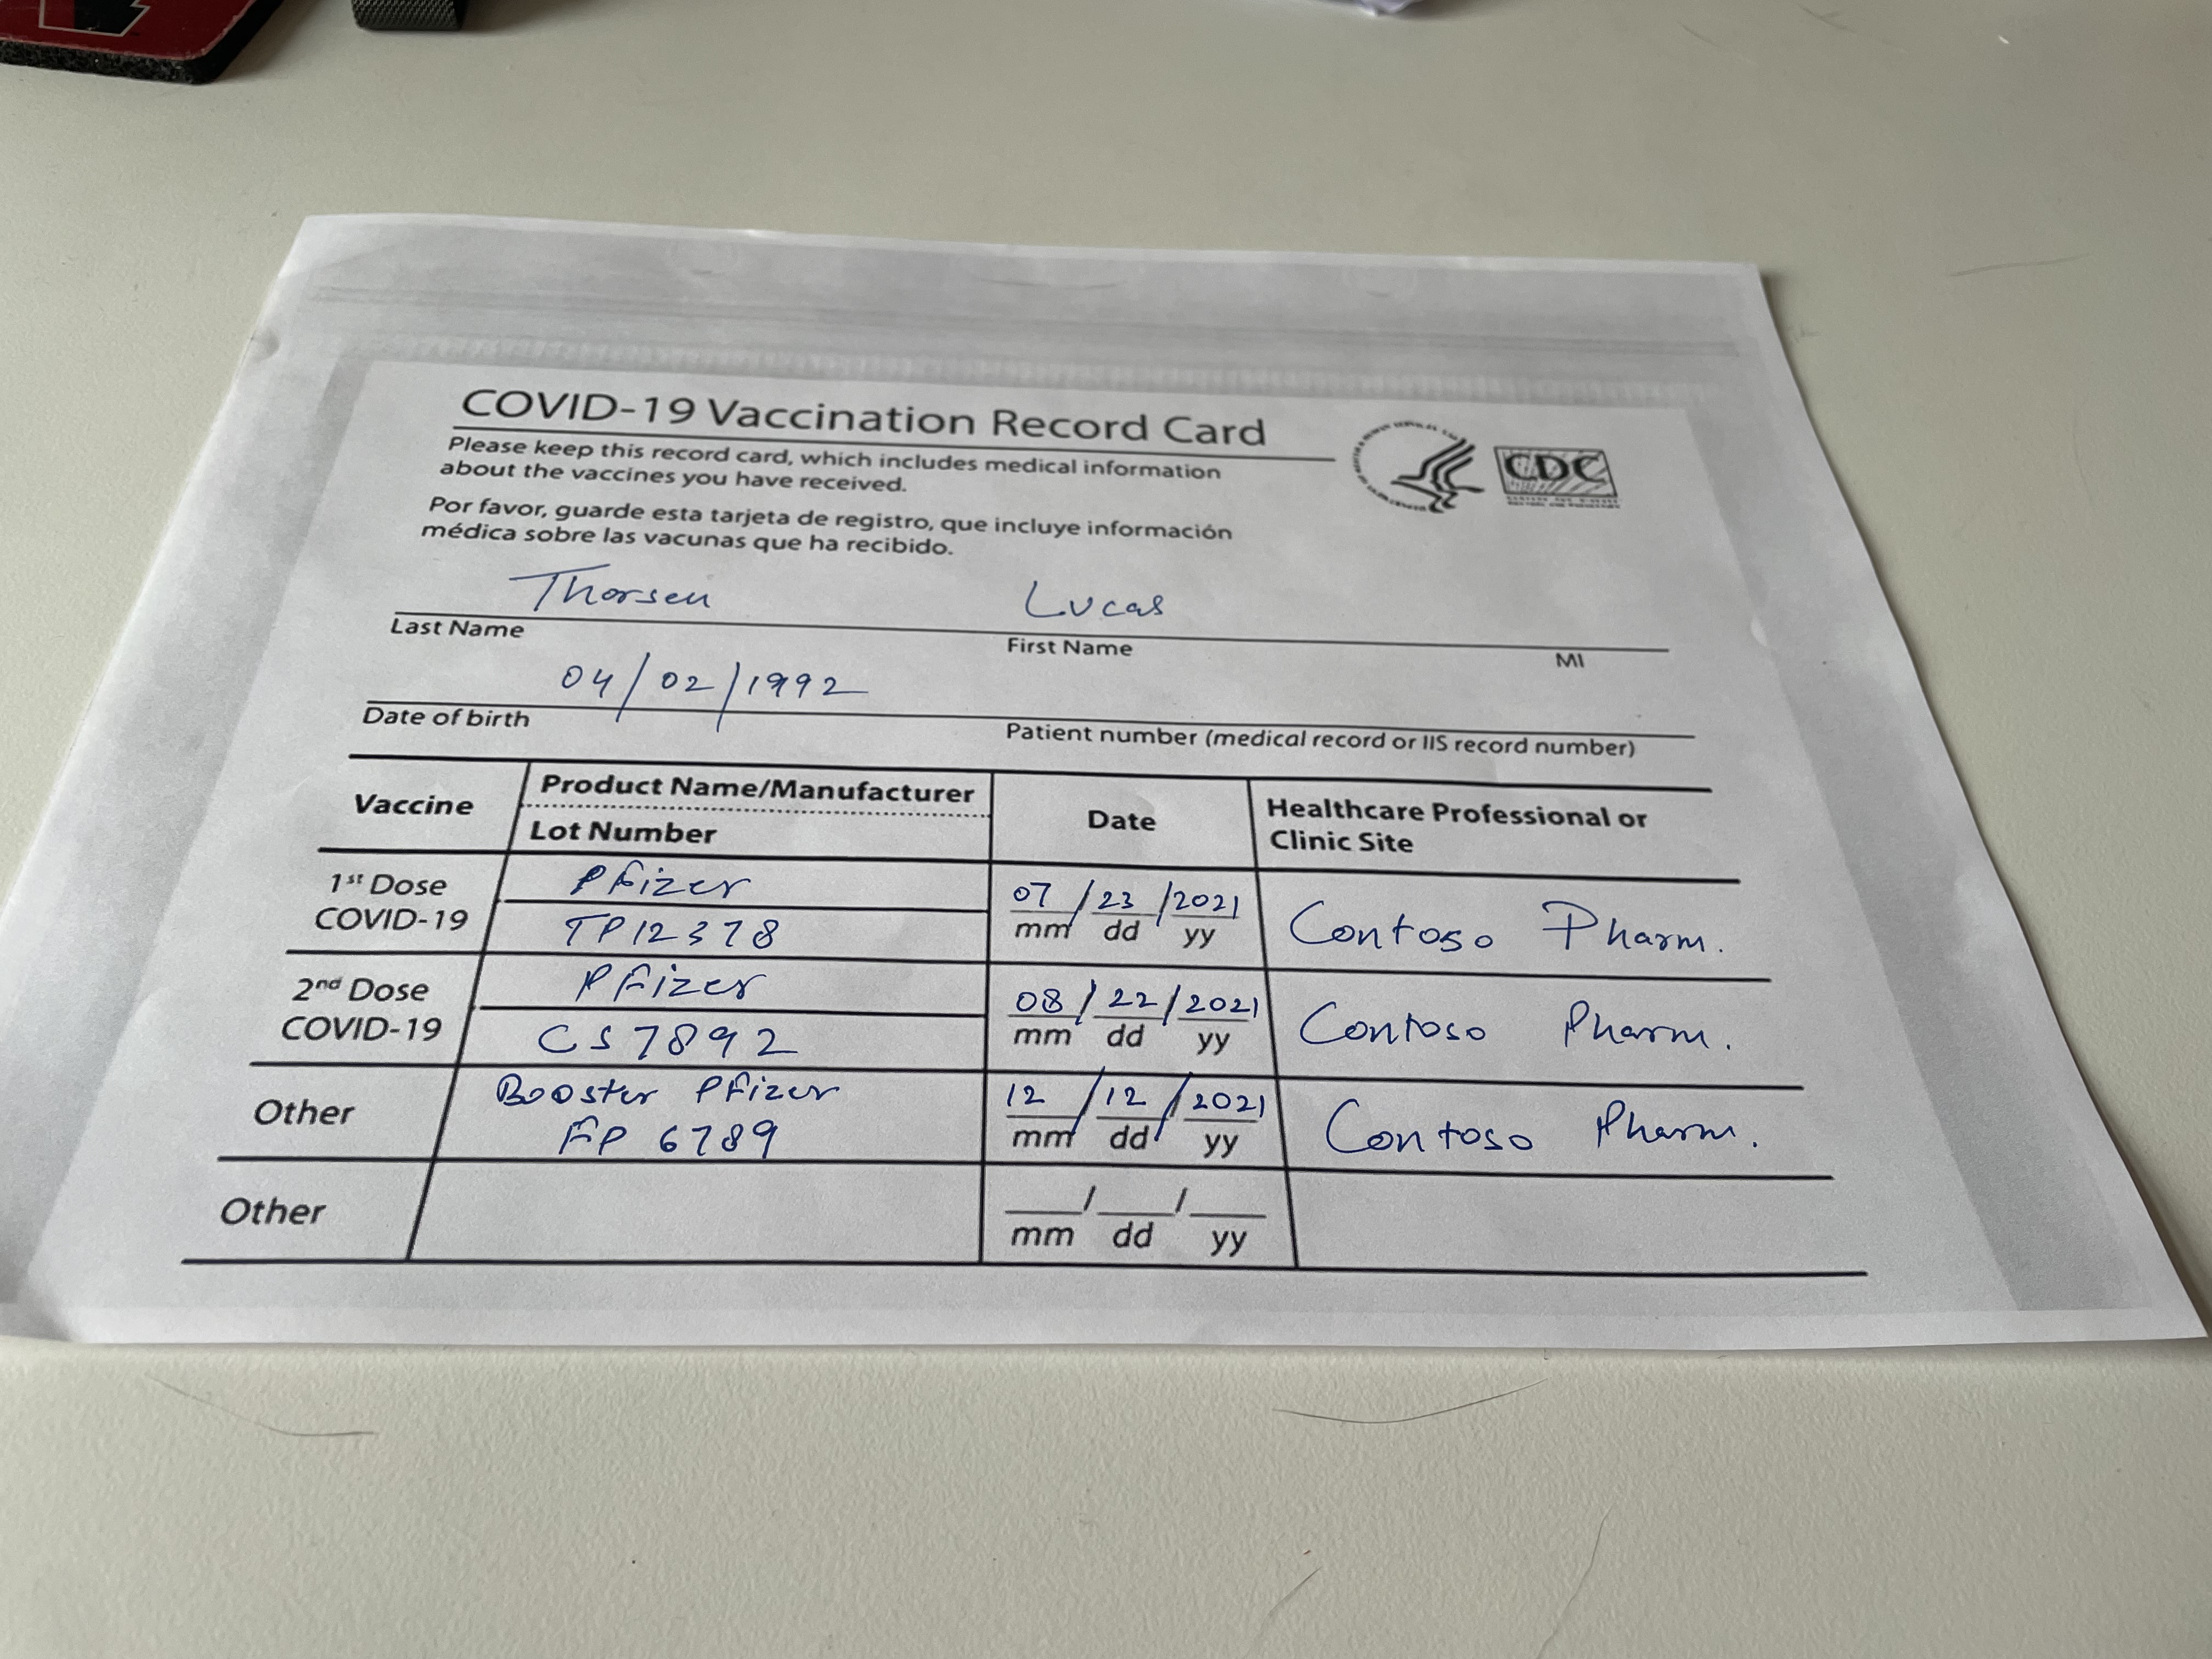 COVID-19 Vaccination Record Card
Please keep this record card, which includes medical information
about the vaccines you have received.
Por favor, guarde esta tarjeta de registro, que incluye información
médica sobre las vacunas que ha recibido.
CDC
Thorsen Lucas
Last Name First Name MI
04/02/1992
Date of birth Patient number (medical record or IIS record number)
Vaccine Product Name/Manufacturer Date Healthcare Professional or
Lot Number Clinic Site
1st Dose Pfizer 07/23/2021 Contoso Pharm.
COVID-19 TP12378 mm dd yy
2nd Dose Pfizer 08/22/2021 Contoso Pharm.
COVID-19 CS7892 mm dd yy
Other Booster Pfizer 12/12/2021 Contoso Pharm.
6789 mm dd yy
Other __/__/__
mm dd yy